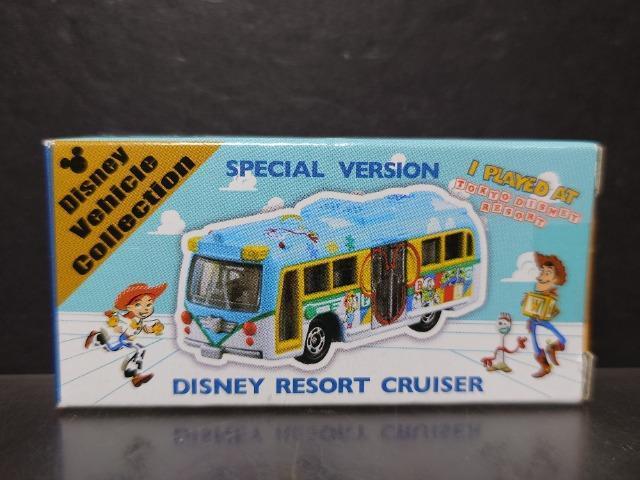 Disney
Vehicle
Collection
SPECIAL VERSION
I PLAYED AT
TOKYO DISNEY
RESORT
DISNEY RESORT CRUISER